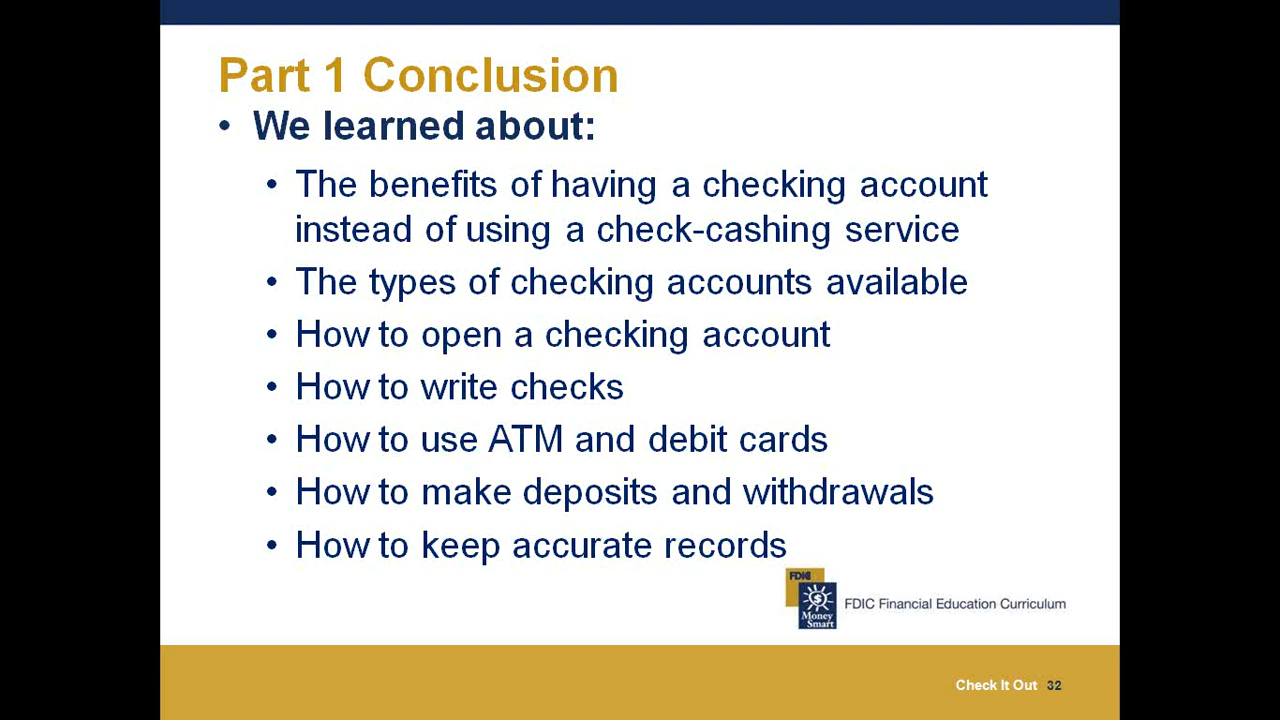 Part 1 Conclusion
• We learned about:
• The benefits of having a checking account
instead of using a check-cashing service
• The types of checking accounts available
• How to open a checking account
• How to write checks
• How to use ATM and debit cards
• How to make deposits and withdrawals
• How to keep accurate records
FDIC
Money
Smart
FDIC Financial Education Curriculum
Check It Out 32